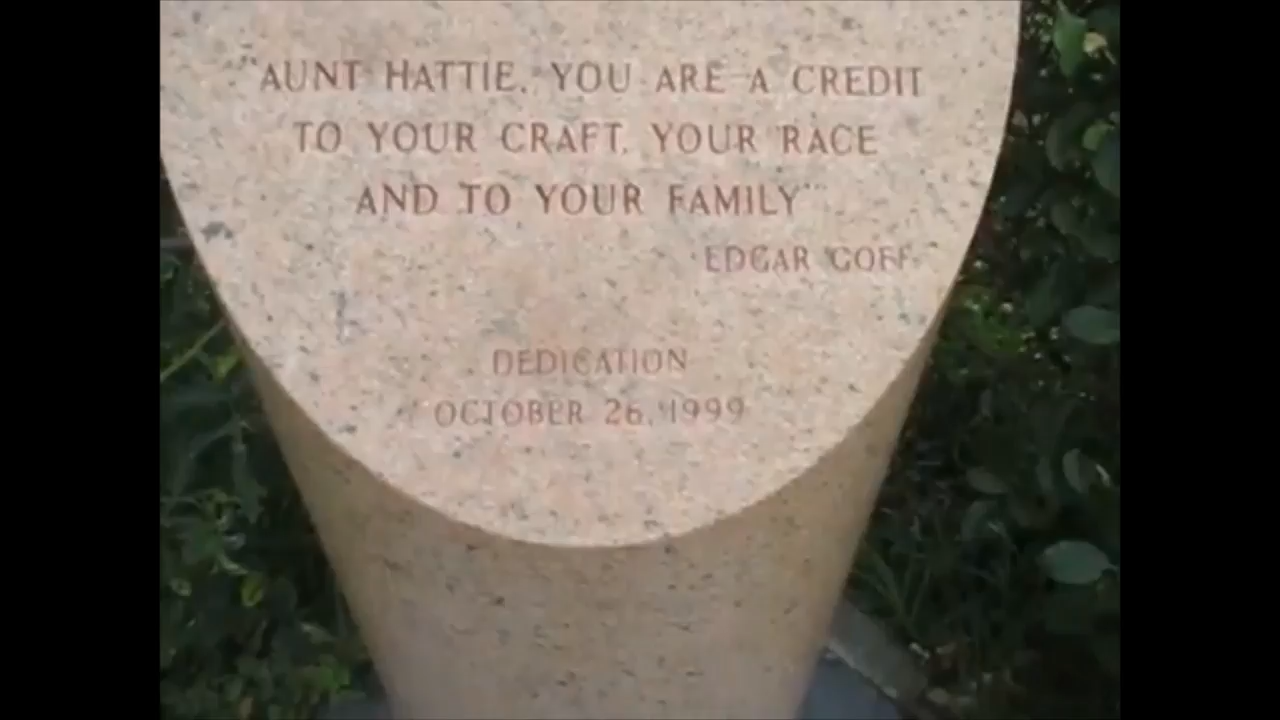 "AUNT HATTIE, YOU ARE A CREDIT
TO YOUR CRAFT, YOUR RACE
AND TO YOUR FAMILY"
EDGAR GOFF
DEDICATION
OCTOBER 26, 1999